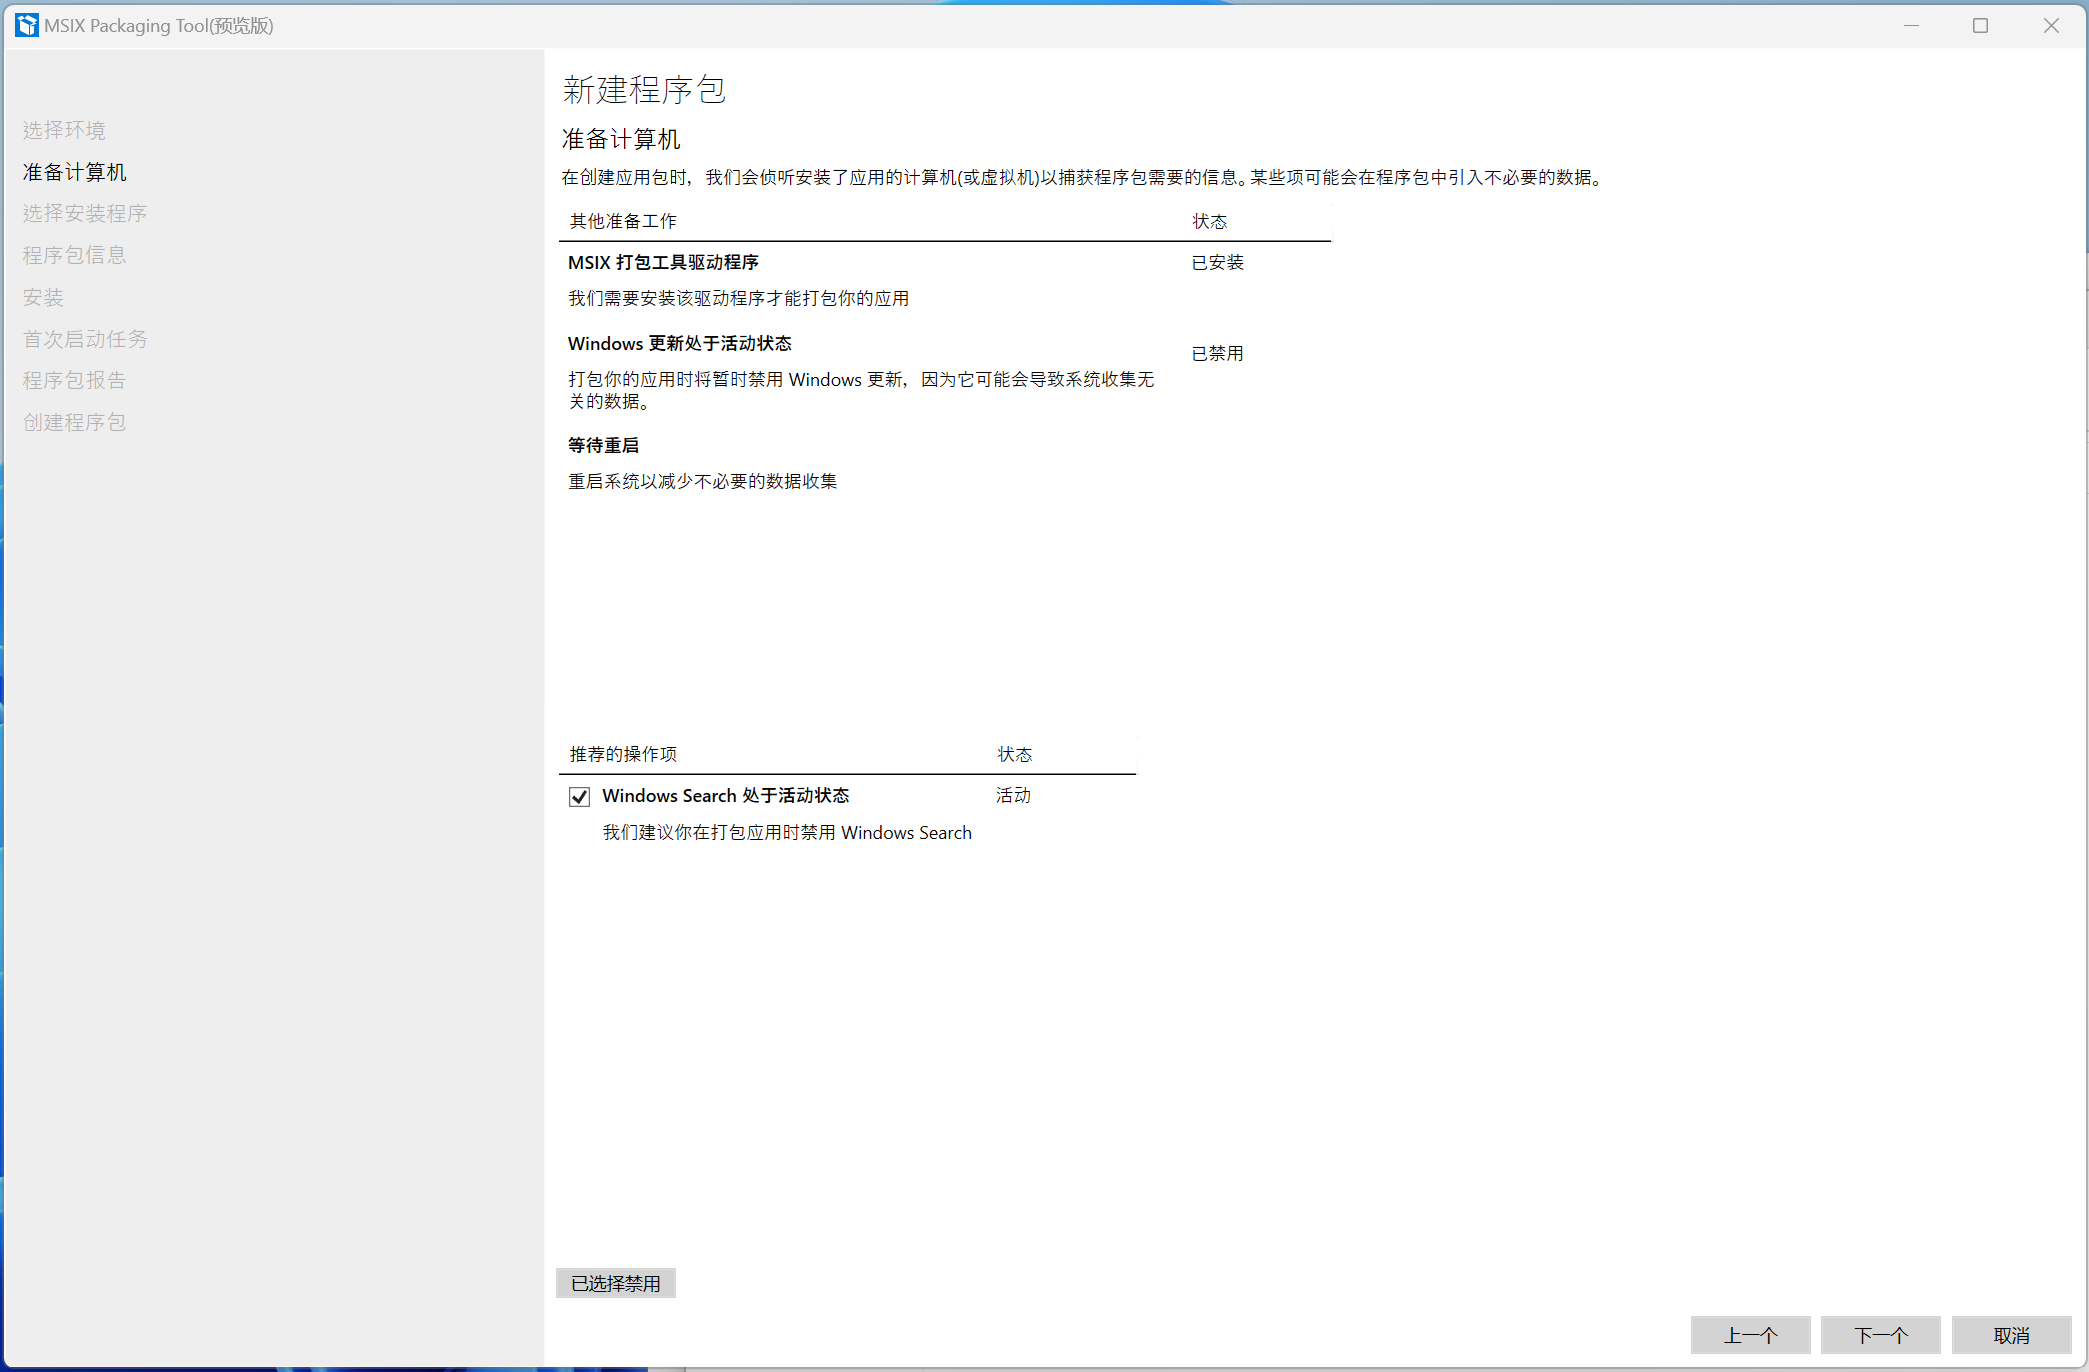 MSIX Packaging Tool(预览版)
选择环境
准备计算机
选择安装程序
程序包信息
安装
首次启动任务
程序包报告
创建程序包
新建程序包
准备计算机
在创建应用包时，我们会侦听安装了应用的计算机(或虚拟机)以捕获程序包需要的信息。某些项可能会在程序包中引入不必要的数据。
其他准备工作 状态
MSIX 打包工具驱动程序 已安装
我们需要安装该驱动程序才能打包你的应用
Windows 更新处于活动状态 已禁用
打包你的应用时将暂时禁用 Windows 更新，因为它可能会导致系统收集无
关的数据。
等待重启
重启系统以减少不必要的数据收集
推荐的操作项 状态
Windows Search 处于活动状态 活动
我们建议你在打包应用时禁用 Windows Search
已选择禁用
上一个 下一个 取消